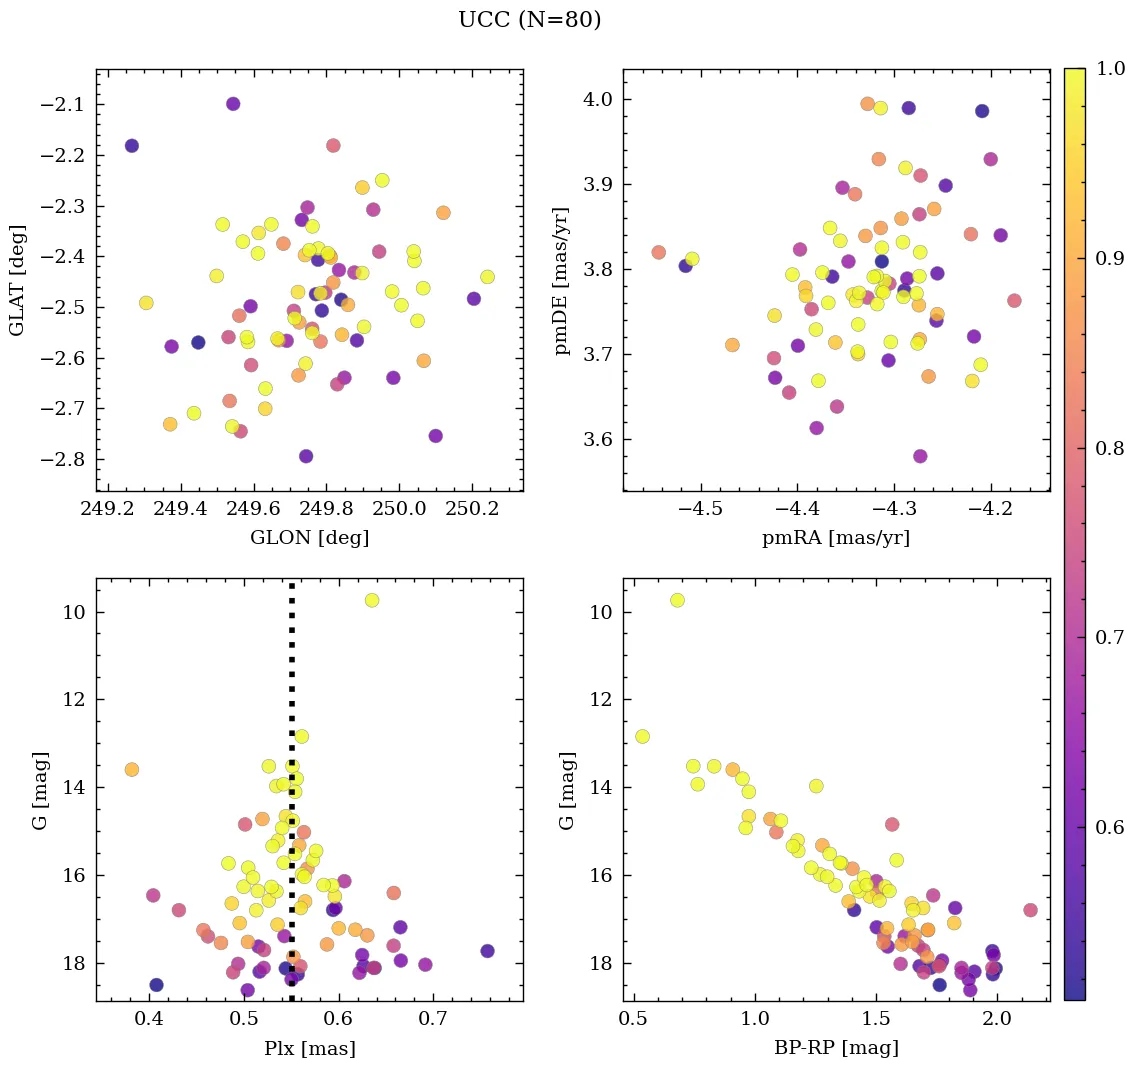 UCC (N=80)
−2.1
−2.2
−2.3
−2.4
−2.5
−2.6
−2.7
−2.8
GLAT [deg]
249.2 249.4 249.6 249.8 250.0 250.2
GLON [deg]
4.0
3.9
3.8
3.7
3.6
pmDE [mas/yr]
−4.5 −4.4 −4.3 −4.2
pmRA [mas/yr]
1.0
0.9
0.8
0.7
0.6
10
12
14
16
18
G [mag]
0.4 0.5 0.6 0.7
Plx [mas]
10
12
14
16
18
G [mag]
0.5 1.0 1.5 2.0
BP-RP [mag]